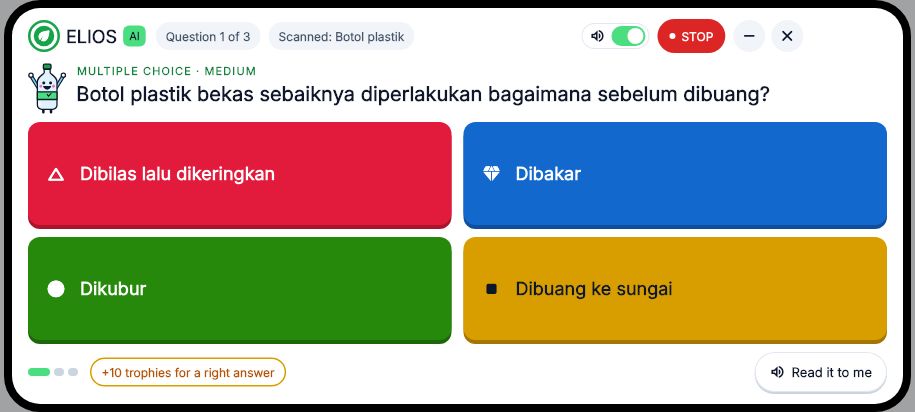 ELIOS AI Question 1 of 3 Scanned: Botol plastik STOP
MULTIPLE CHOICE · MEDIUM
Botol plastik bekas sebaiknya diperlakukan bagaimana sebelum dibuang?
Dibilas lalu dikeringkan
Dibakar
Dikubur
Dibuang ke sungai
+10 trophies for a right answer
Read it to me